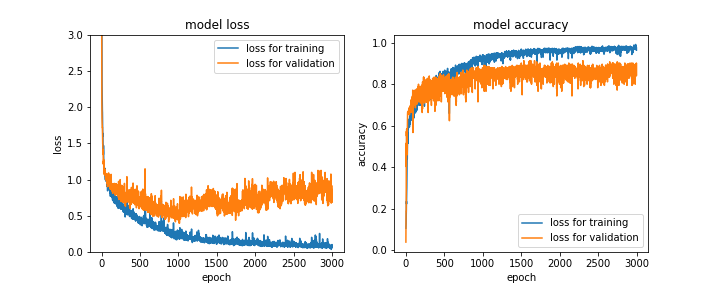 model loss
3.0
2.5
2.0
1.5
1.0
0.5
0.0
loss
0 500 1000 1500 2000 2500 3000
epoch
loss for training
loss for validation
model accuracy
1.0
0.8
0.6
0.4
0.2
0.0
accuracy
0 500 1000 1500 2000 2500 3000
epoch
loss for training
loss for validation